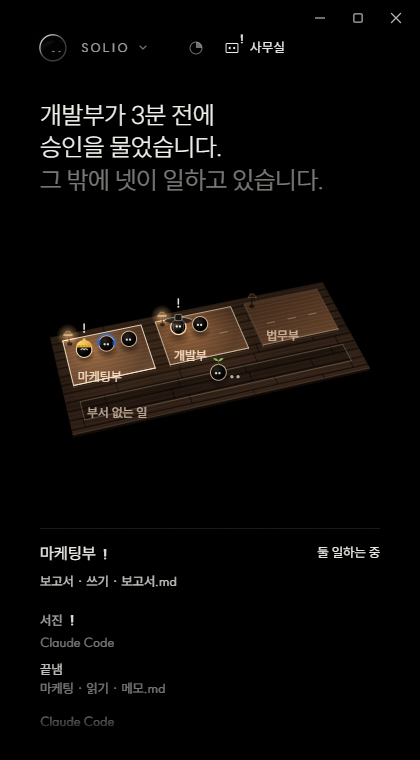 SOLIO
! 사무실
개발부가 3분 전에
승인을 물었습니다.
그 밖에 넷이 일하고 있습니다.
!
!
법무부
개발부
마케팅부
부서 없는 일
마케팅부 ! 둘 일하는 중
보고서 · 쓰기 · 보고서.md
서진 !
Claude Code
끝냄
마케팅 · 읽기 · 메모.md
Claude Code